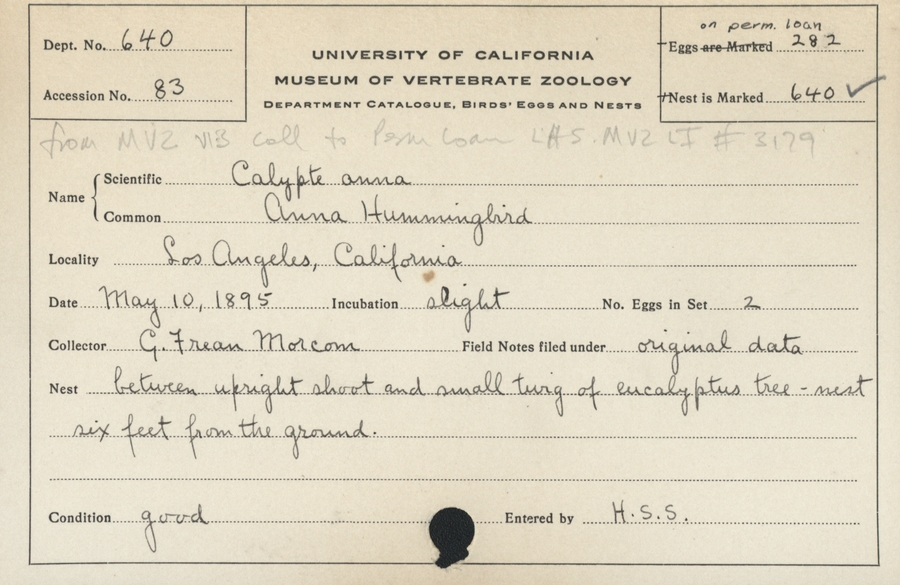 on perm. loan
Dept. No. 640
Eggs are Marked 282
UNIVERSITY OF CALIFORNIA
MUSEUM OF VERTEBRATE ZOOLOGY
Accession No. 83
Nest is Marked 640 ✓
DEPARTMENT CATALOGUE, BIRDS' EGGS AND NESTS
from MVZ coll to Perm loan LHS. MVZ LI # 3179
Name
Scientific Calypte anna
Common Anna Hummingbird
Locality Los Angeles, California
Date May 10, 1895 Incubation slight No. Eggs in Set 2
Collector G. Frean Morcom Field Notes filed under original data
Nest between upright shoot and small twig of eucalyptus tree - nest
six feet from the ground.
Condition good Entered by H.S.S.